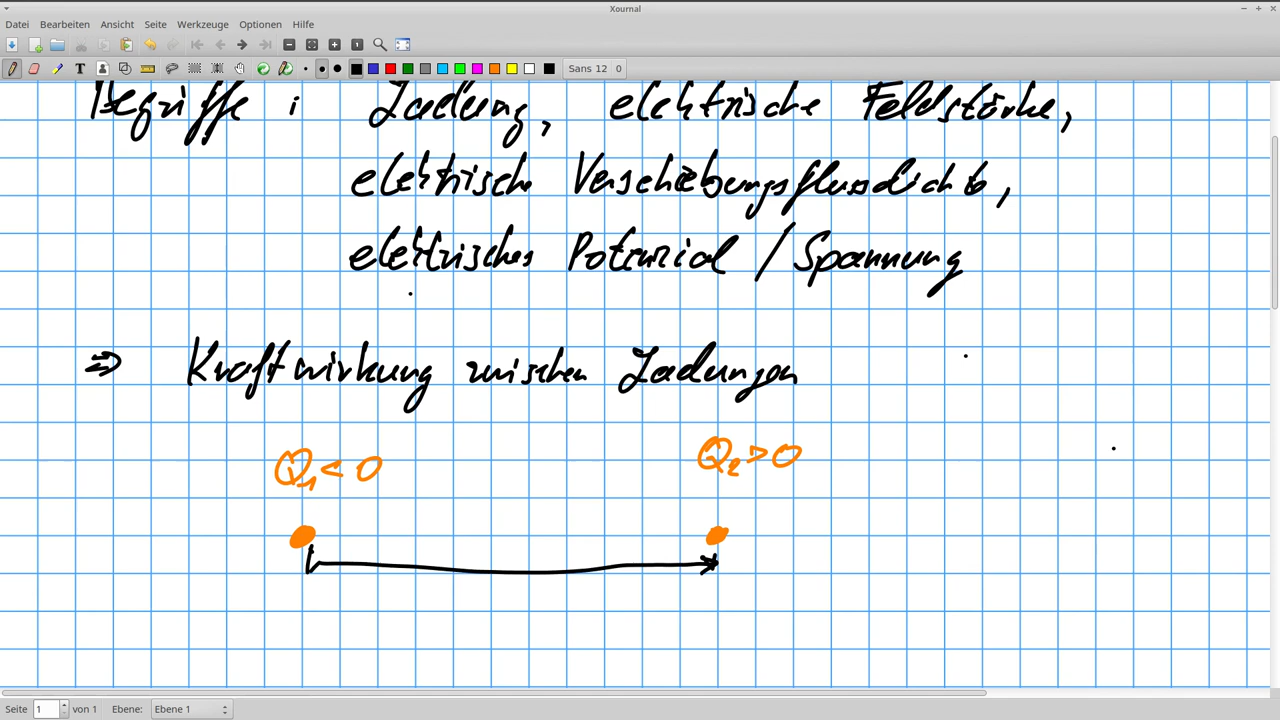 Xournal
Datei Bearbeiten Ansicht Seite Werkzeuge Optionen Hilfe
Sans 12 0
Begriffe : Ladung, elektrische Feldstärke,
elektrische Verschiebungsflussdichte,
elektrisches Potenzial / Spannung
⇒ Kraftwirkung zwischen Ladungen
Q₁ < 0 Q₂ > 0
Seite 1 von 1 Ebene: Ebene 1